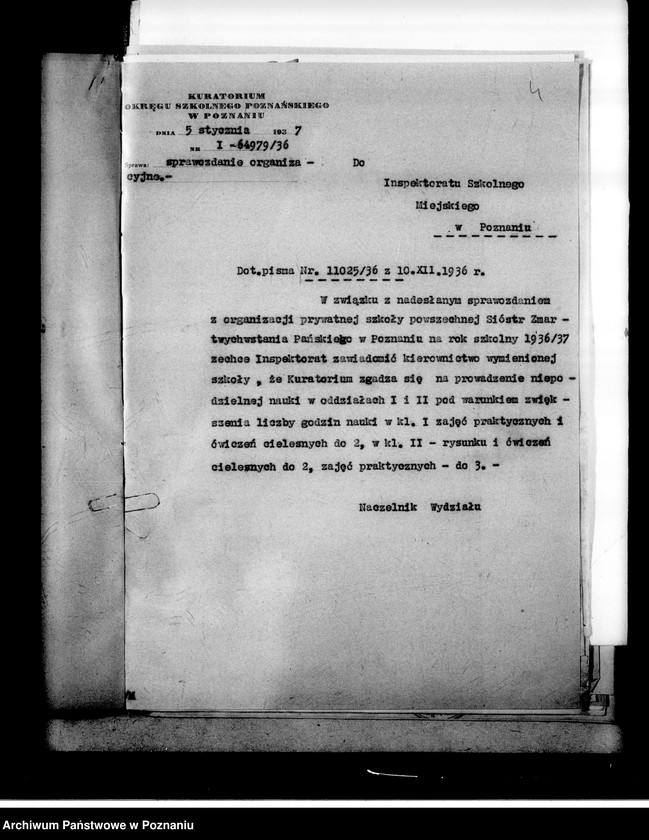 4
KURATORIUM
OKRĘGU SZKOLNEGO POZNAŃSKIEGO
W POZNANIU
DNIA 5 stycznia 1937
NR I -64979/36
Sprawa: sprawozdanie organiza -
cyjne.-
Do
Inspektoratu Szkolnego
Miejskiego
w Poznaniu
Dot.pisma Nr. 11025/36 z 10.XII.1936 r.
W związku z nadesłanym sprawozdaniem
z organizacji prywatnej szkoły powszechnej Sióstr Zmar -
twychwstania Pańskiego w Poznaniu na rok szkolny 1936/37
zechce Inspektorat zawiadomić kierownictwo wymienionej
szkoły , że Kuratorium zgadza się na prowadzenie niepo -
dzielnej nauki w oddziałach I i II pod warunkiem zwięk -
szenia liczby godzin nauki w kl. I zajęć praktycznych i
ćwiczeń cielesnych do 2, w kl. II - rysunku i ćwiczeń
cielesnych do 2, zajęć praktycznych - do 3. -
Naczelnik Wydziału
Archiwum Państwowe w Poznaniu